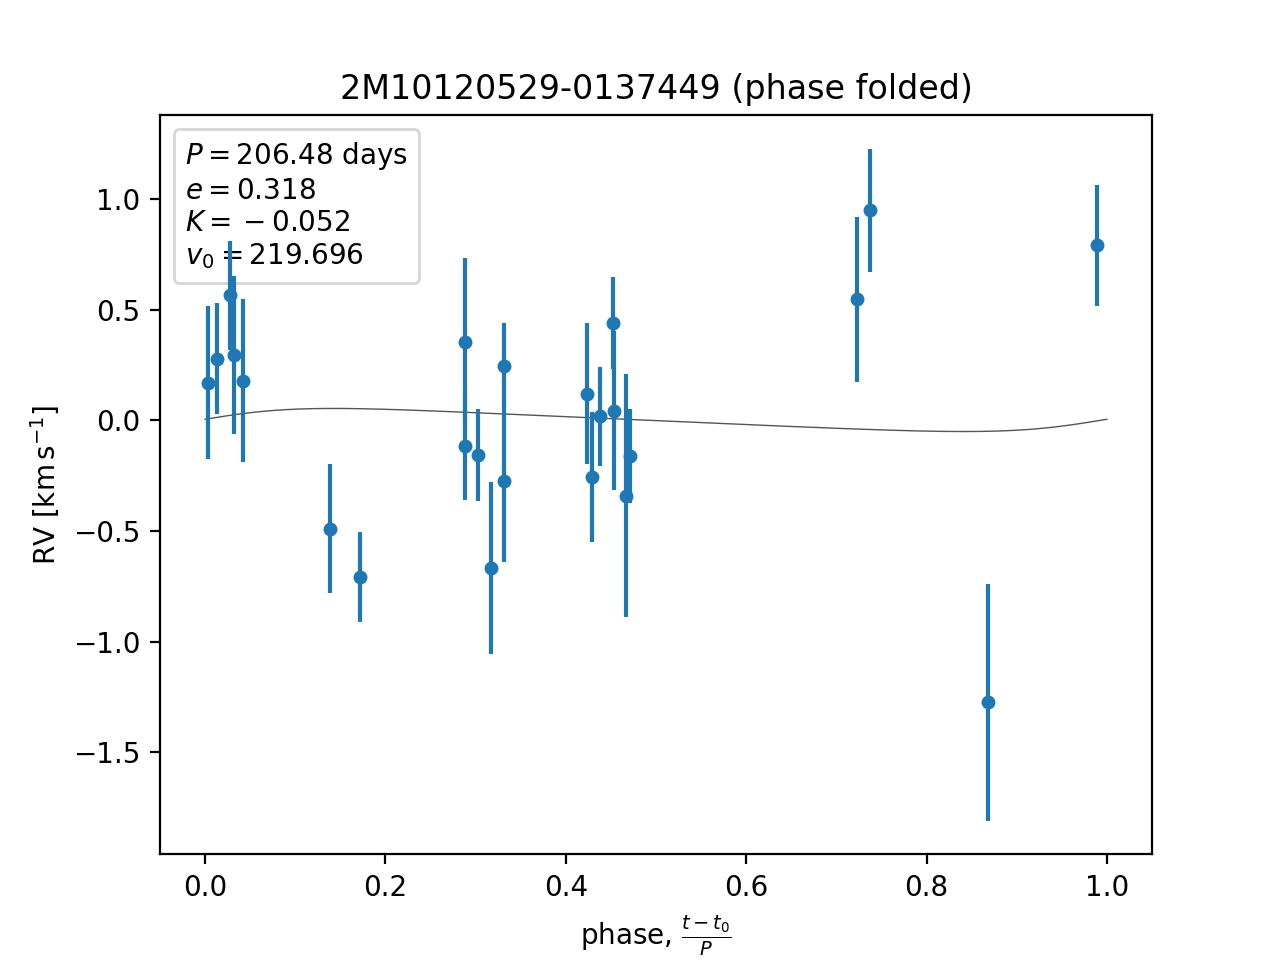 2M10120529-0137449 (phase folded)
P = 206.48 days
e = 0.318
K = −0.052
v₀ = 219.696
1.0
0.5
0.0
−0.5
−1.0
−1.5
RV [km s⁻¹]
0.0 0.2 0.4 0.6 0.8 1.0
phase, (t − t₀)/P